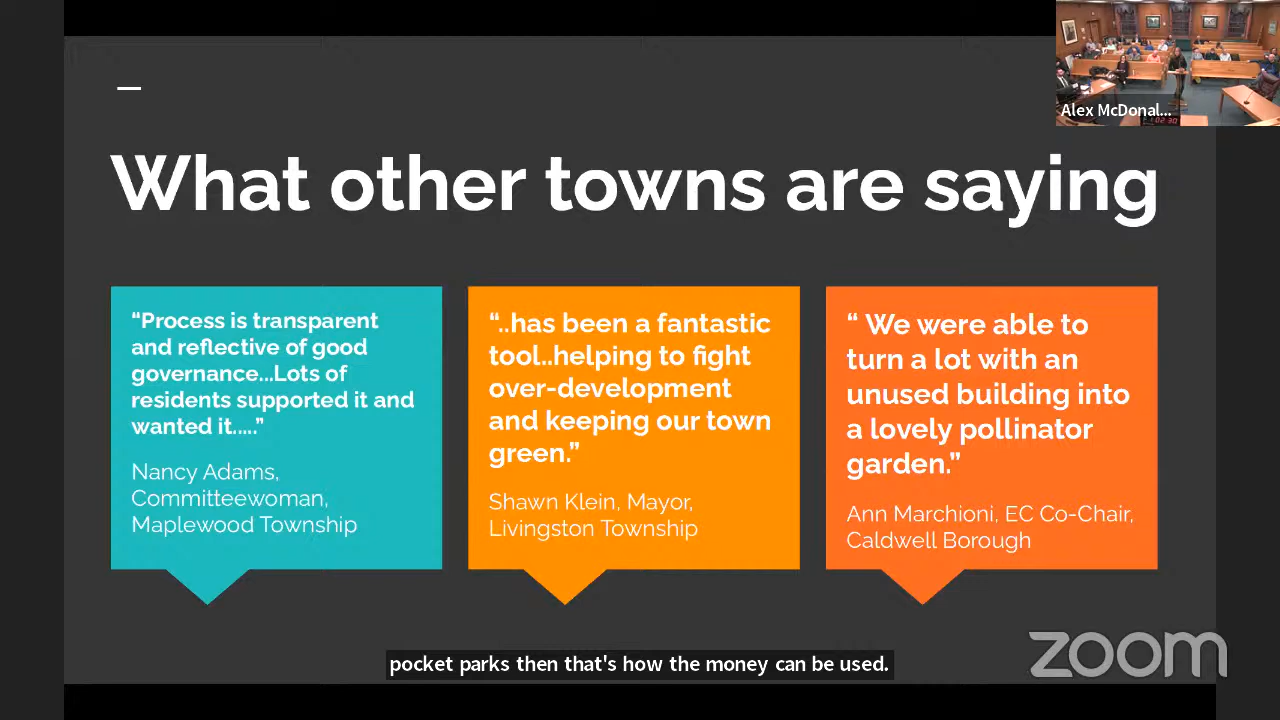 Alex McDonal...
What other towns are saying
“Process is transparent
and reflective of good
governance...Lots of
residents supported it and
wanted it.....”
Nancy Adams,
Committeewoman,
Maplewood Township
“..has been a fantastic
tool..helping to fight
over-development
and keeping our town
green.”
Shawn Klein, Mayor,
Livingston Township
“ We were able to
turn a lot with an
unused building into
a lovely pollinator
garden.”
Ann Marchioni, EC Co-Chair,
Caldwell Borough
pocket parks then that's how the money can be used.
zoom